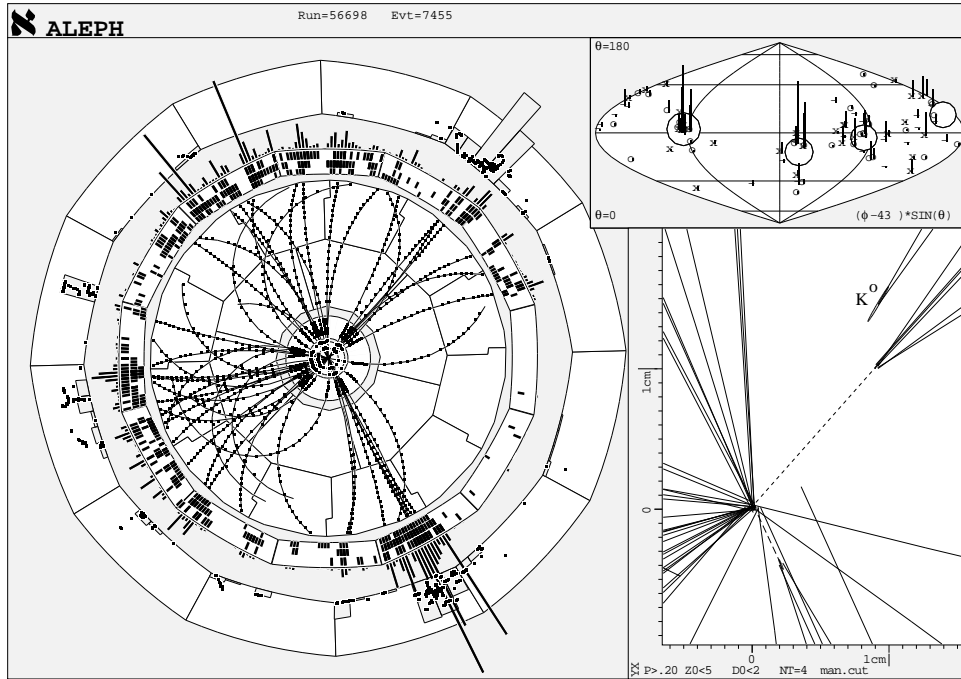 ℵ ALEPH
Run=56698 Evt=7455
θ=180
θ=0
(ϕ-43 )*SIN(θ)
K⁰
1cm
0
0
1cm
YX P>.20 Z0<5 D0<2 NT=4 man.cut